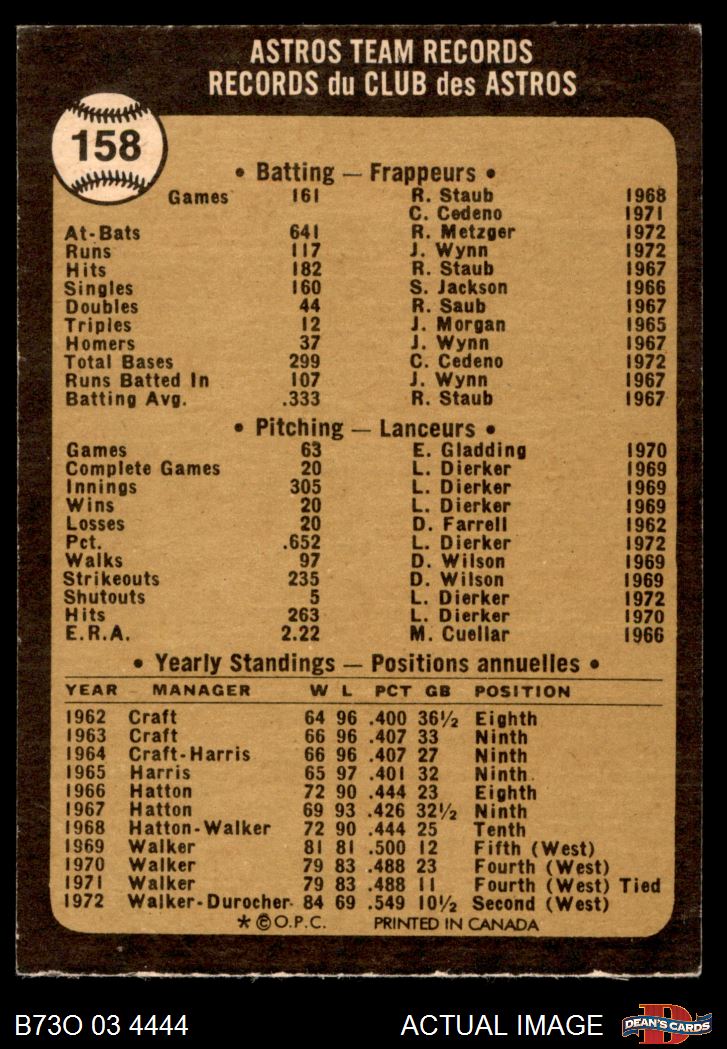 ASTROS TEAM RECORDS
RECORDS du CLUB des ASTROS
158
• Batting — Frappeurs •
Games 161 R. Staub 1968
C. Cedeno 1971
At-Bats 641 R. Metzger 1972
Runs 117 J. Wynn 1972
Hits 182 R. Staub 1967
Singles 160 S. Jackson 1966
Doubles 44 R. Saub 1967
Triples 12 J. Morgan 1965
Homers 37 J. Wynn 1967
Total Bases 299 C. Cedeno 1972
Runs Batted In 107 J. Wynn 1967
Batting Avg. .333 R. Staub 1967
• Pitching — Lanceurs •
Games 63 E. Gladding 1970
Complete Games 20 L. Dierker 1969
Innings 305 L. Dierker 1969
Wins 20 L. Dierker 1969
Losses 20 D. Farrell 1962
Pct. .652 L. Dierker 1972
Walks 97 D. Wilson 1969
Strikeouts 235 D. Wilson 1969
Shutouts 5 L. Dierker 1972
Hits 263 L. Dierker 1970
E.R.A. 2.22 M. Cuellar 1966
• Yearly Standings — Positions annuelles •
YEAR MANAGER W L PCT GB POSITION
1962 Craft 64 96 .400 36½ Eighth
1963 Craft 66 96 .407 33 Ninth
1964 Craft-Harris 66 96 .407 27 Ninth
1965 Harris 65 97 .401 32 Ninth
1966 Hatton 72 90 .444 23 Eighth
1967 Hatton 69 93 .426 32½ Ninth
1968 Hatton-Walker 72 90 .444 25 Tenth
1969 Walker 81 81 .500 12 Fifth (West)
1970 Walker 79 83 .488 23 Fourth (West)
1971 Walker 79 83 .488 11 Fourth (West) Tied
1972 Walker-Durocher 84 69 .549 10½ Second (West)
* © O.P.C. PRINTED IN CANADA
B73O 03 4444 ACTUAL IMAGE
D
DEAN'S CARDS